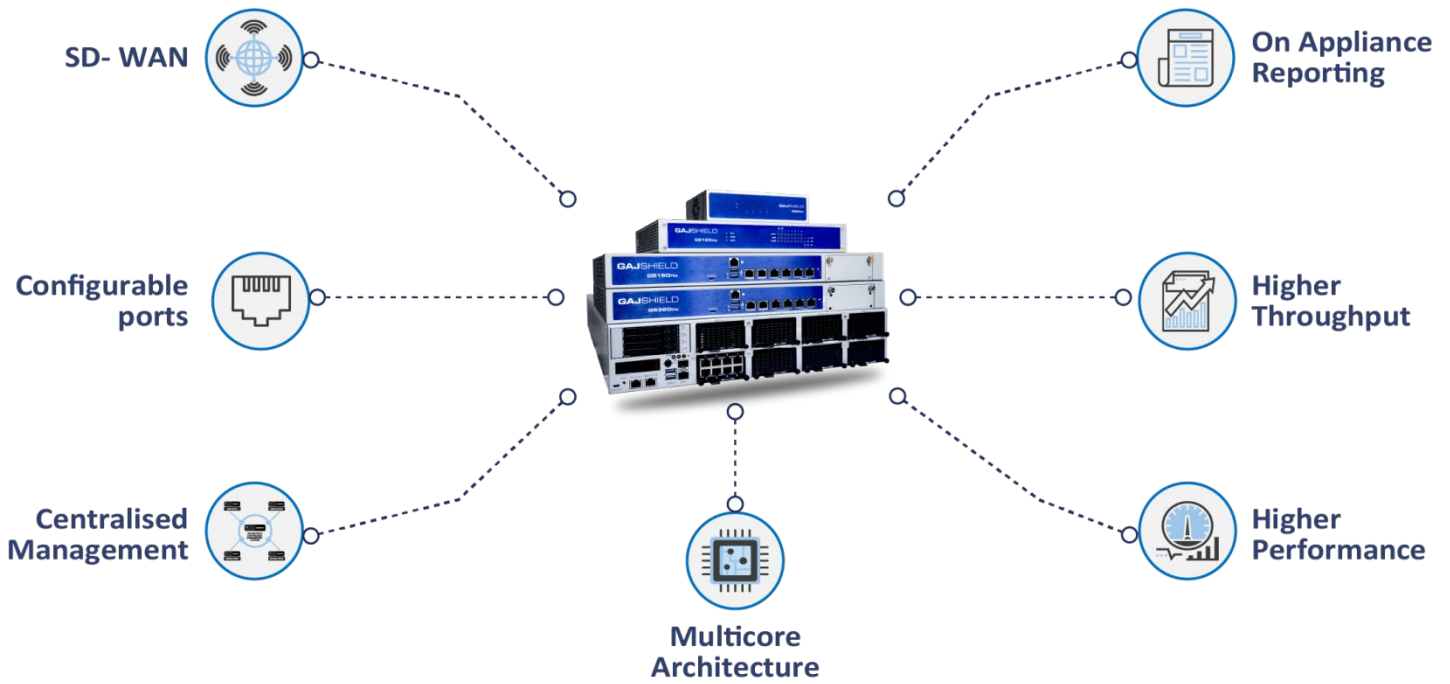 SD- WAN
On Appliance
Reporting
GAJSHIELD
GAJSHIELD
Configurable
ports
GAJSHIELD
GAJSHIELD
Higher
Throughput
Centralised
Management
Higher
Performance
Multicore
Architecture